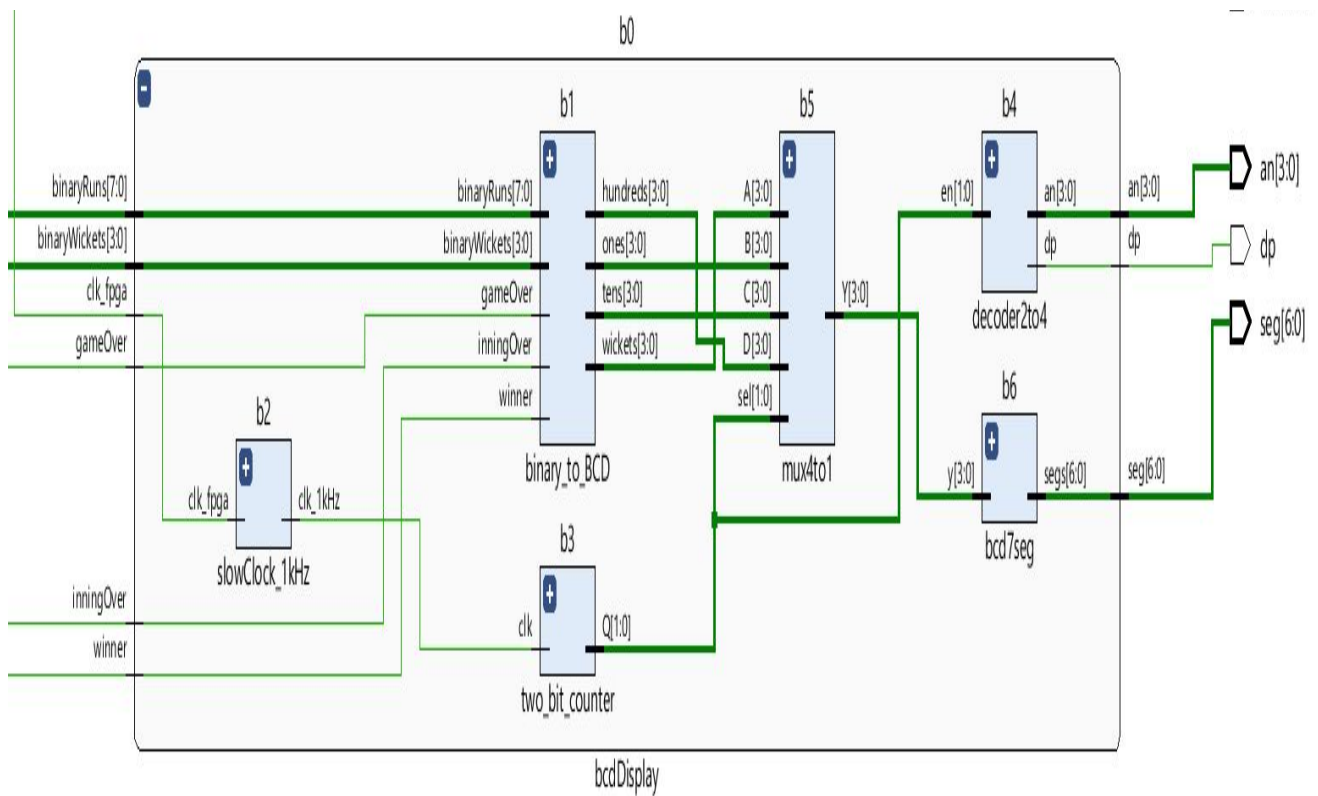 b0
b1
b5
b4
binaryRuns[7:0]
binaryWickets[3:0]
clk_fpga
gameOver
inningOver
winner
binaryRuns[7:0]
binaryWickets[3:0]
gameOver
inningOver
winner
hundreds[3:0]
ones[3:0]
tens[3:0]
wickets[3:0]
binary_to_BCD
A[3:0]
B[3:0]
C[3:0]
D[3:0]
sel[1:0]
Y[3:0]
mux4to1
en[1:0]
an[3:0]
dp
decoder2to4
an[3:0]
dp
an[3:0]
dp
seg[6:0]
b2
clk_fpga
clk_1kHz
slowClock_1kHz
b3
clk
Q[1:0]
two_bit_counter
b6
y[3:0]
segs[6:0]
seg[6:0]
bcd7seg
bcdDisplay